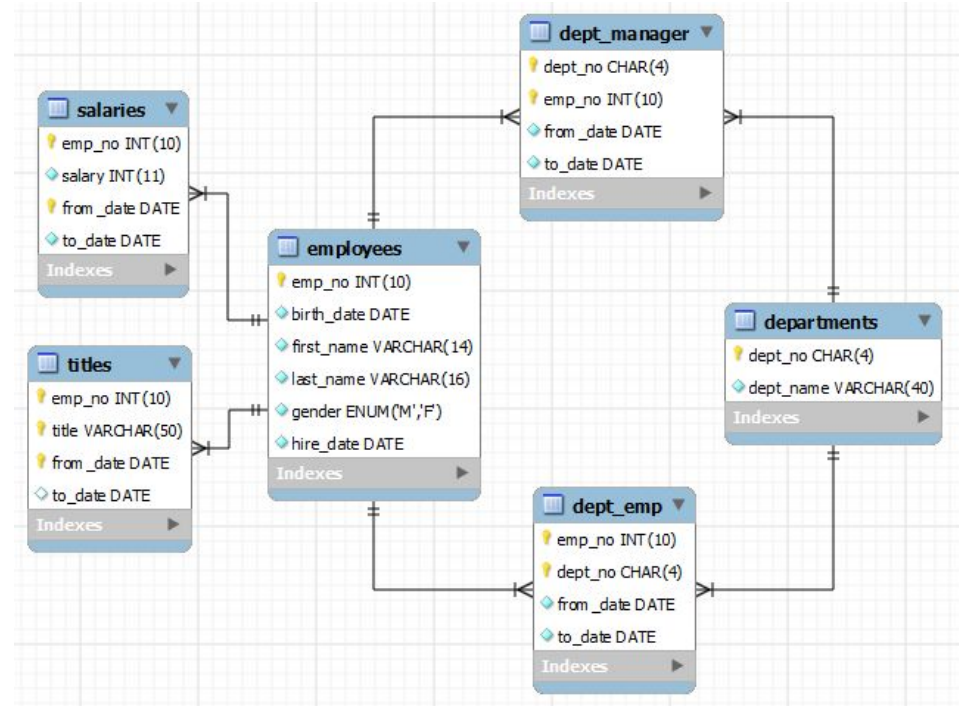 dept_manager
dept_no CHAR(4)
emp_no INT(10)
from_date DATE
to_date DATE
Indexes
salaries
emp_no INT(10)
salary INT(11)
from_date DATE
to_date DATE
Indexes
employees
emp_no INT(10)
birth_date DATE
first_name VARCHAR(14)
last_name VARCHAR(16)
gender ENUM('M','F')
hire_date DATE
Indexes
departments
dept_no CHAR(4)
dept_name VARCHAR(40)
Indexes
titles
emp_no INT(10)
title VARCHAR(50)
from_date DATE
to_date DATE
Indexes
dept_emp
emp_no INT(10)
dept_no CHAR(4)
from_date DATE
to_date DATE
Indexes